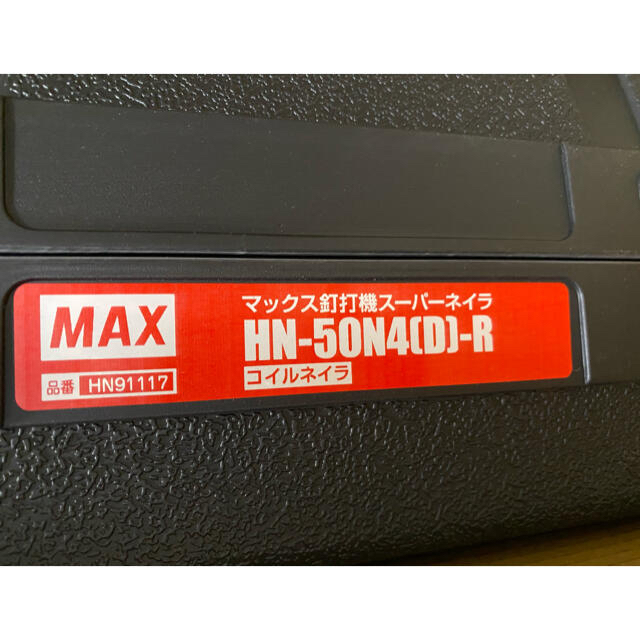 MAX
品番 HN91117
マックス釘打機スーパーネイラ
HN-50N4(D)-R
コイルネイラ